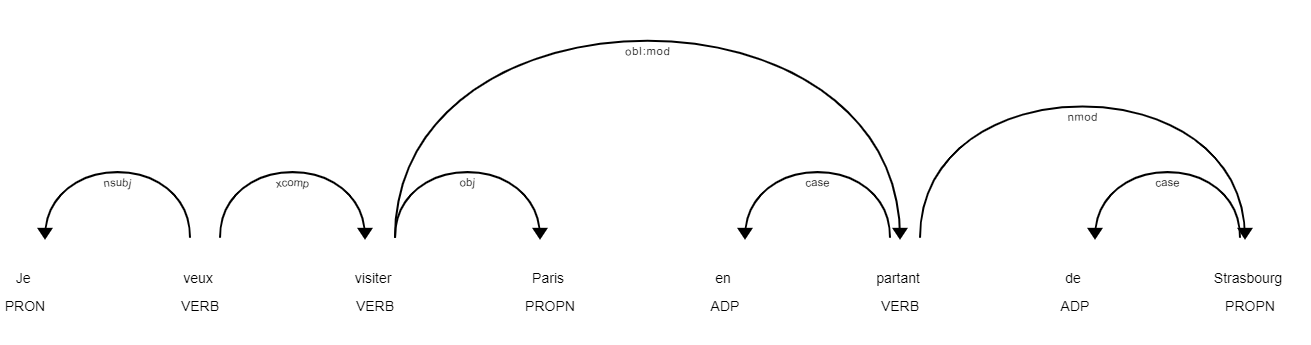 obl:mod
nmod
nsubj xcomp obj case case
Je veux visiter Paris en partant de Strasbourg
PRON VERB VERB PROPN ADP VERB ADP PROPN